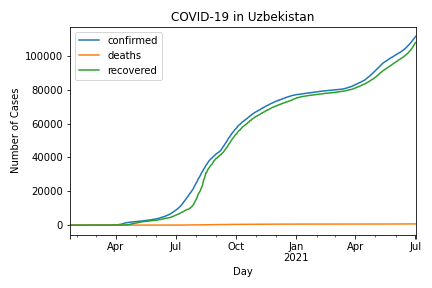 COVID-19 in Uzbekistan
confirmed
deaths
recovered
Number of Cases
100000
80000
60000
40000
20000
0
Apr Jul Oct Jan Apr Jul
2021
Day